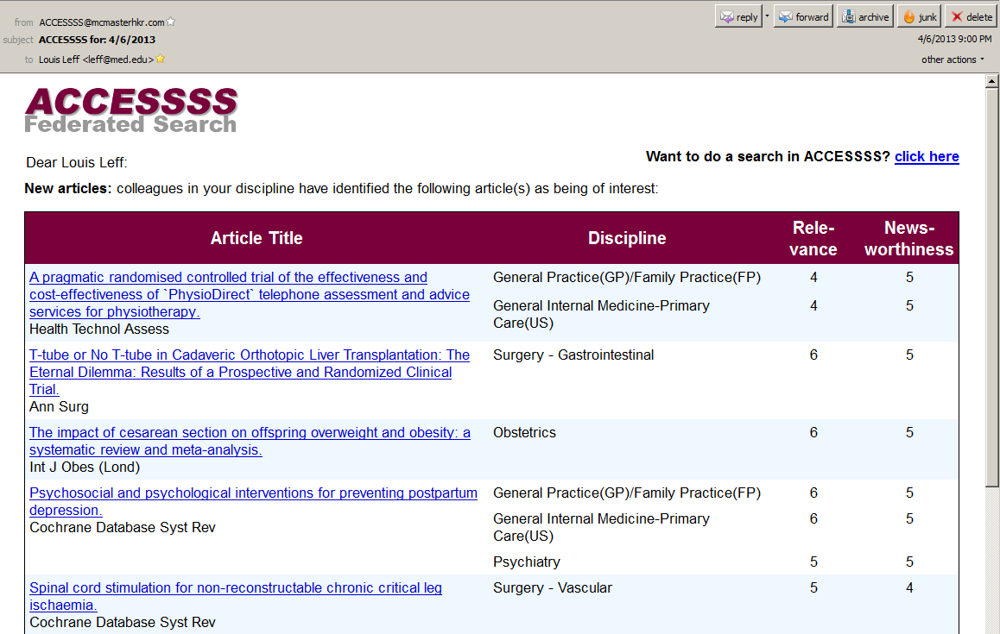 from ACCESSSS@mcmasterhkr.com
reply forward archive junk delete
subject ACCESSSS for: 4/6/2013
4/6/2013 9:00 PM
to Louis Leff <leff@med.edu>
other actions
ACCESSSS
Federated Search
Dear Louis Leff:
Want to do a search in ACCESSSS? click here
New articles: colleagues in your discipline have identified the following article(s) as being of interest:
Article Title
Discipline
Rele-
vance
News-
worthiness
A pragmatic randomised controlled trial of the effectiveness and
cost-effectiveness of `PhysioDirect` telephone assessment and advice
services for physiotherapy.
Health Technol Assess
General Practice(GP)/Family Practice(FP) 4 5
General Internal Medicine-Primary 4 5
Care(US)
T-tube or No T-tube in Cadaveric Orthotopic Liver Transplantation: The
Eternal Dilemma: Results of a Prospective and Randomized Clinical
Trial.
Ann Surg
Surgery - Gastrointestinal 6 5
The impact of cesarean section on offspring overweight and obesity: a
systematic review and meta-analysis.
Int J Obes (Lond)
Obstetrics 6 5
Psychosocial and psychological interventions for preventing postpartum
depression.
Cochrane Database Syst Rev
General Practice(GP)/Family Practice(FP) 6 5
General Internal Medicine-Primary 6 5
Care(US)
Psychiatry 5 5
Spinal cord stimulation for non-reconstructable chronic critical leg
ischaemia.
Cochrane Database Syst Rev
Surgery - Vascular 5 4